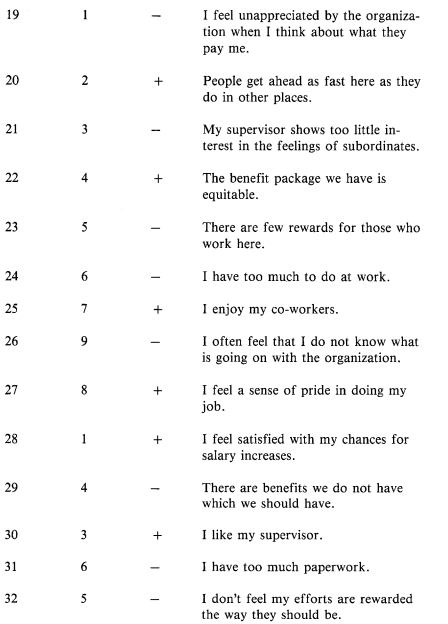 19 1 − I feel unappreciated by the organiza-
tion when I think about what they
pay me.
20 2 + People get ahead as fast here as they
do in other places.
21 3 − My supervisor shows too little in-
terest in the feelings of subordinates.
22 4 + The benefit package we have is
equitable.
23 5 − There are few rewards for those who
work here.
24 6 − I have too much to do at work.
25 7 + I enjoy my co-workers.
26 9 − I often feel that I do not know what
is going on with the organization.
27 8 + I feel a sense of pride in doing my
job.
28 1 + I feel satisfied with my chances for
salary increases.
29 4 − There are benefits we do not have
which we should have.
30 3 + I like my supervisor.
31 6 − I have too much paperwork.
32 5 − I don't feel my efforts are rewarded
the way they should be.